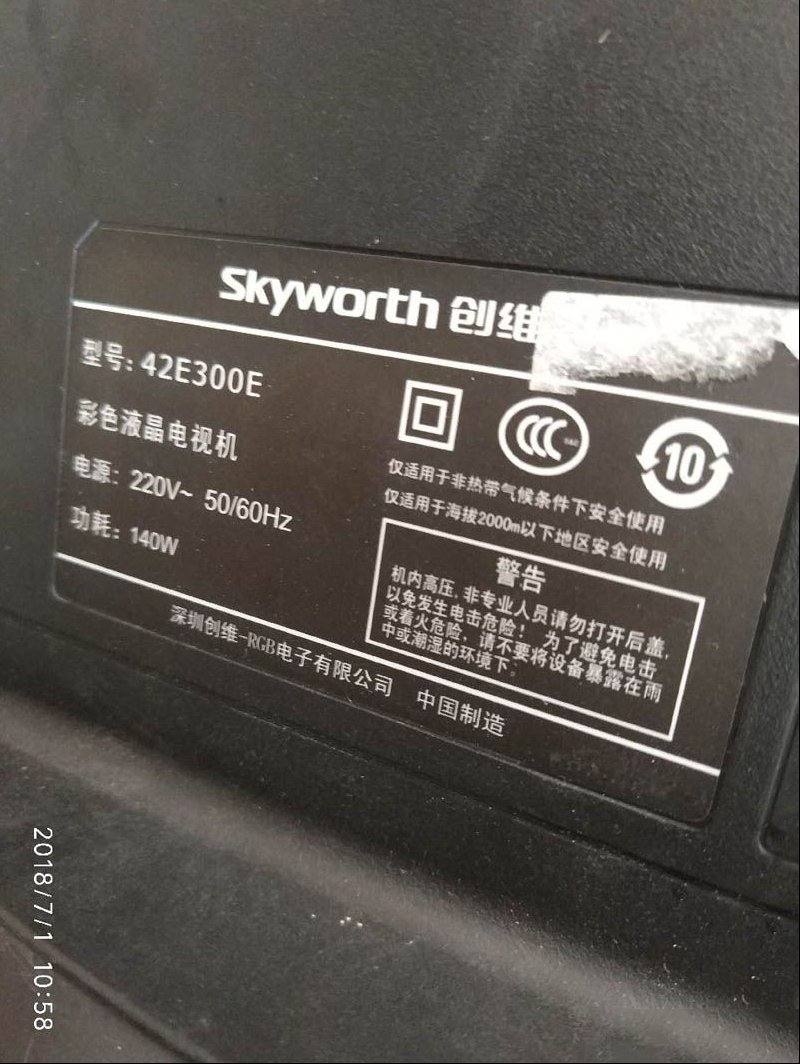 Skyworth 创维
型号: 42E300E
彩色液晶电视机
电源: 220V~ 50/60Hz
功耗: 140W
10
仅适用于非热带气候条件下安全使用
仅适用于海拔2000m以下地区安全使用
警告
机内高压,非专业人员请勿打开后盖,
以免发生电击危险! 为了避免电击
或着火危险, 请不要将设备暴露在雨
中或潮湿的环境下。
深圳创维-RGB电子有限公司 中国制造
2018/7/1 10:58